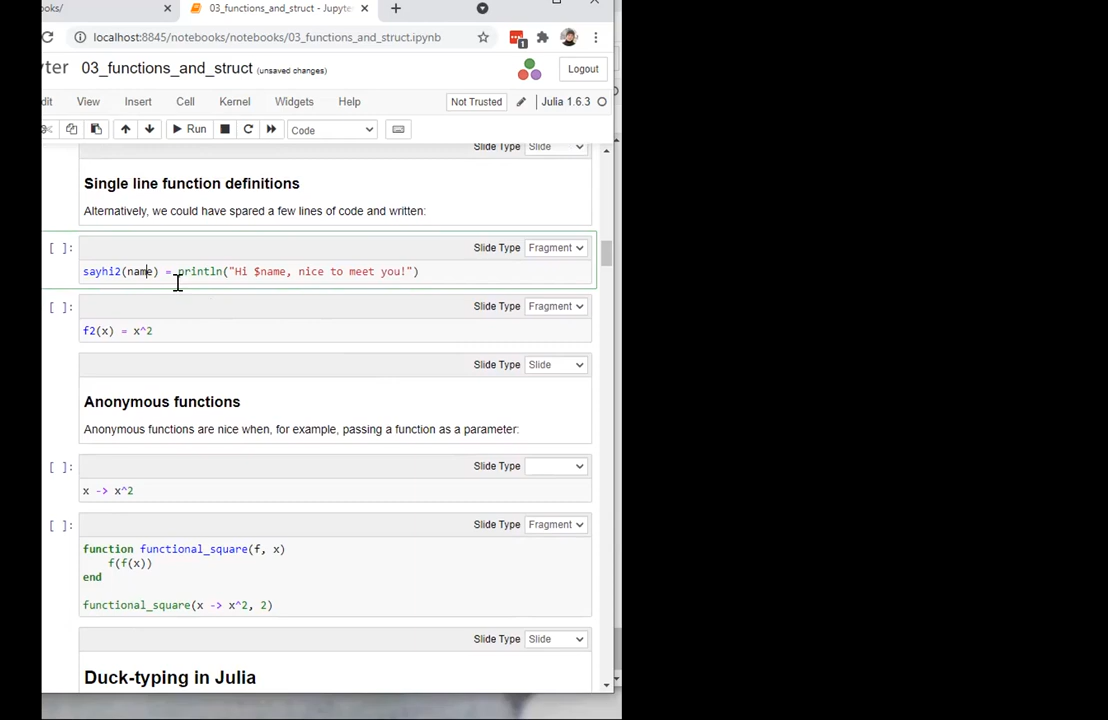 ooks/
03_functions_and_struct - Jupyte
localhost:8845/notebooks/notebooks/03_functions_and_struct.ipynb
1
yter 03_functions_and_struct (unsaved changes)
Logout
dit View Insert Cell Kernel Widgets Help
Not Trusted
Julia 1.6.3
Run
Code
Slide Type Slide
Single line function definitions
Alternatively, we could have spared a few lines of code and written:
[ ]:
Slide Type Fragment
sayhi2(name) = println("Hi $name, nice to meet you!")
[ ]:
Slide Type Fragment
f2(x) = x^2
Slide Type Slide
Anonymous functions
Anonymous functions are nice when, for example, passing a function as a parameter:
[ ]:
Slide Type
x -> x^2
[ ]:
Slide Type Fragment
function functional_square(f, x)
f(f(x))
end
functional_square(x -> x^2, 2)
Slide Type Slide
Duck-typing in Julia